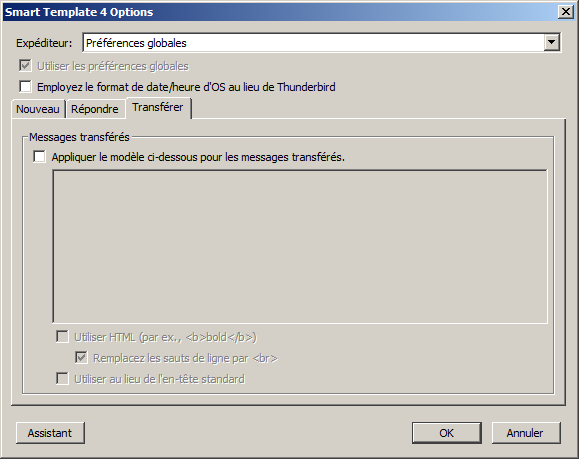 Smart Template 4 Options
Expéditeur: Préférences globales
Utiliser les préférences globales
Employez le format de date/heure d'OS au lieu de Thunderbird
Nouveau Répondre Transférer
Messages transférés
Appliquer le modèle ci-dessous pour les messages transférés.
Utiliser HTML (par ex., <b>bold</b>)
Remplacez les sauts de ligne par <br>
Utiliser au lieu de l'en-tête standard
Assistant OK Annuler